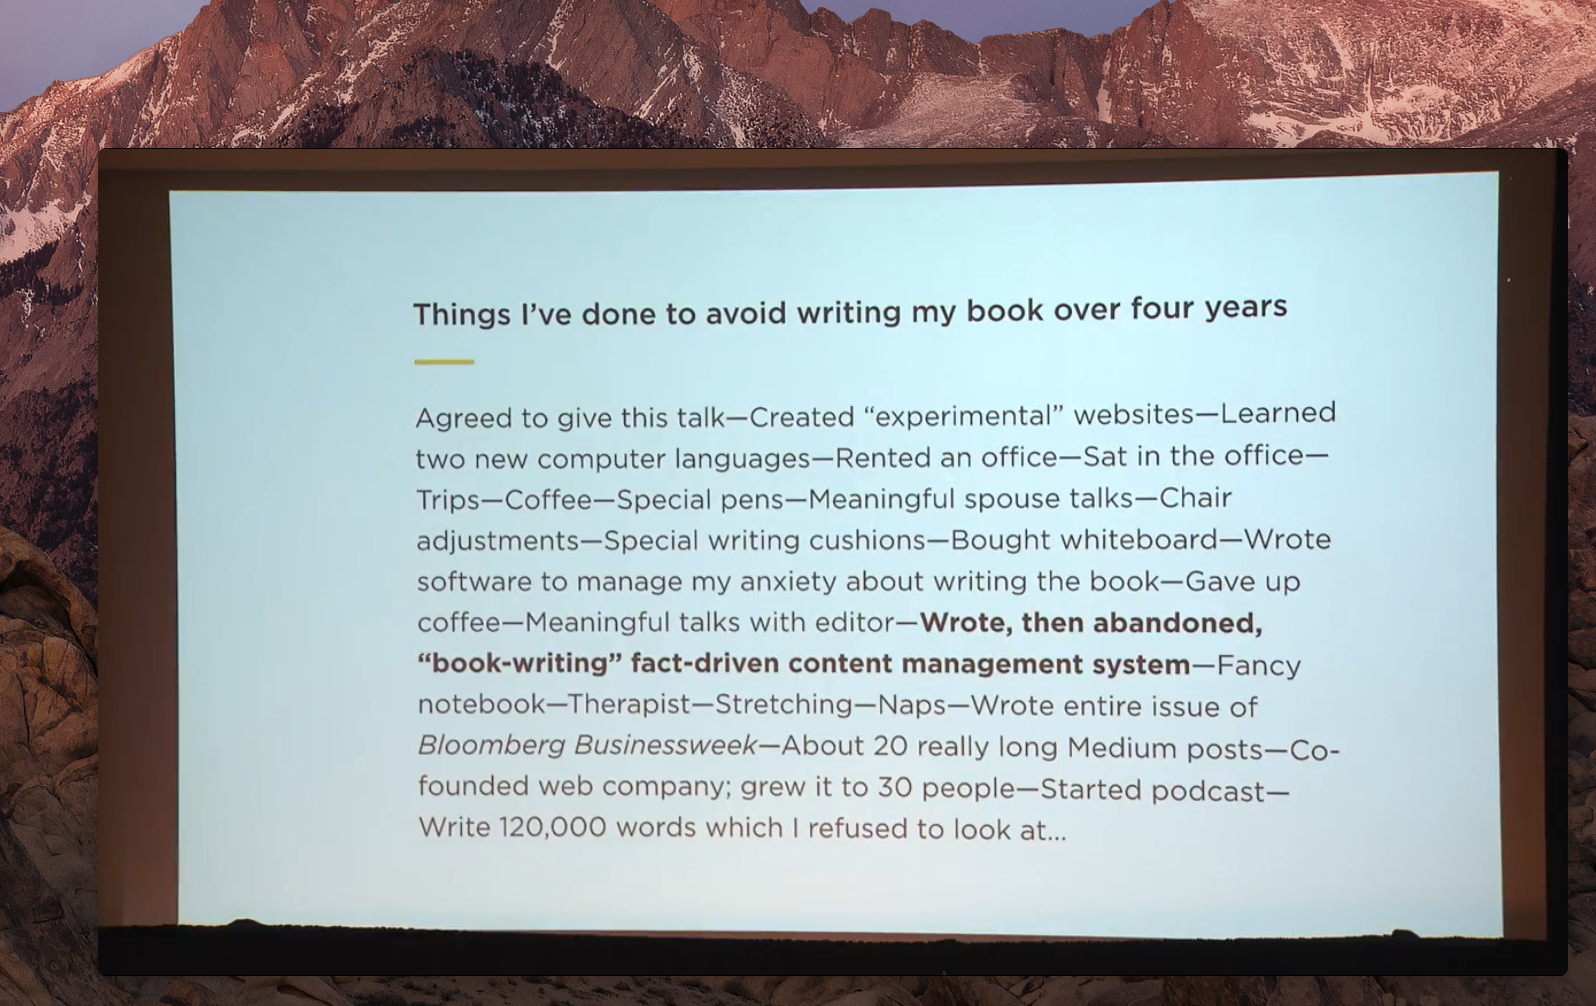 Things I’ve done to avoid writing my book over four years
Agreed to give this talk—Created “experimental” websites—Learned
two new computer languages—Rented an office—Sat in the office—
Trips—Coffee—Special pens—Meaningful spouse talks—Chair
adjustments—Special writing cushions—Bought whiteboard—Wrote
software to manage my anxiety about writing the book—Gave up
coffee—Meaningful talks with editor—Wrote, then abandoned,
“book-writing” fact-driven content management system—Fancy
notebook—Therapist—Stretching—Naps—Wrote entire issue of
Bloomberg Businessweek—About 20 really long Medium posts—Co-
founded web company; grew it to 30 people—Started podcast—
Write 120,000 words which I refused to look at...